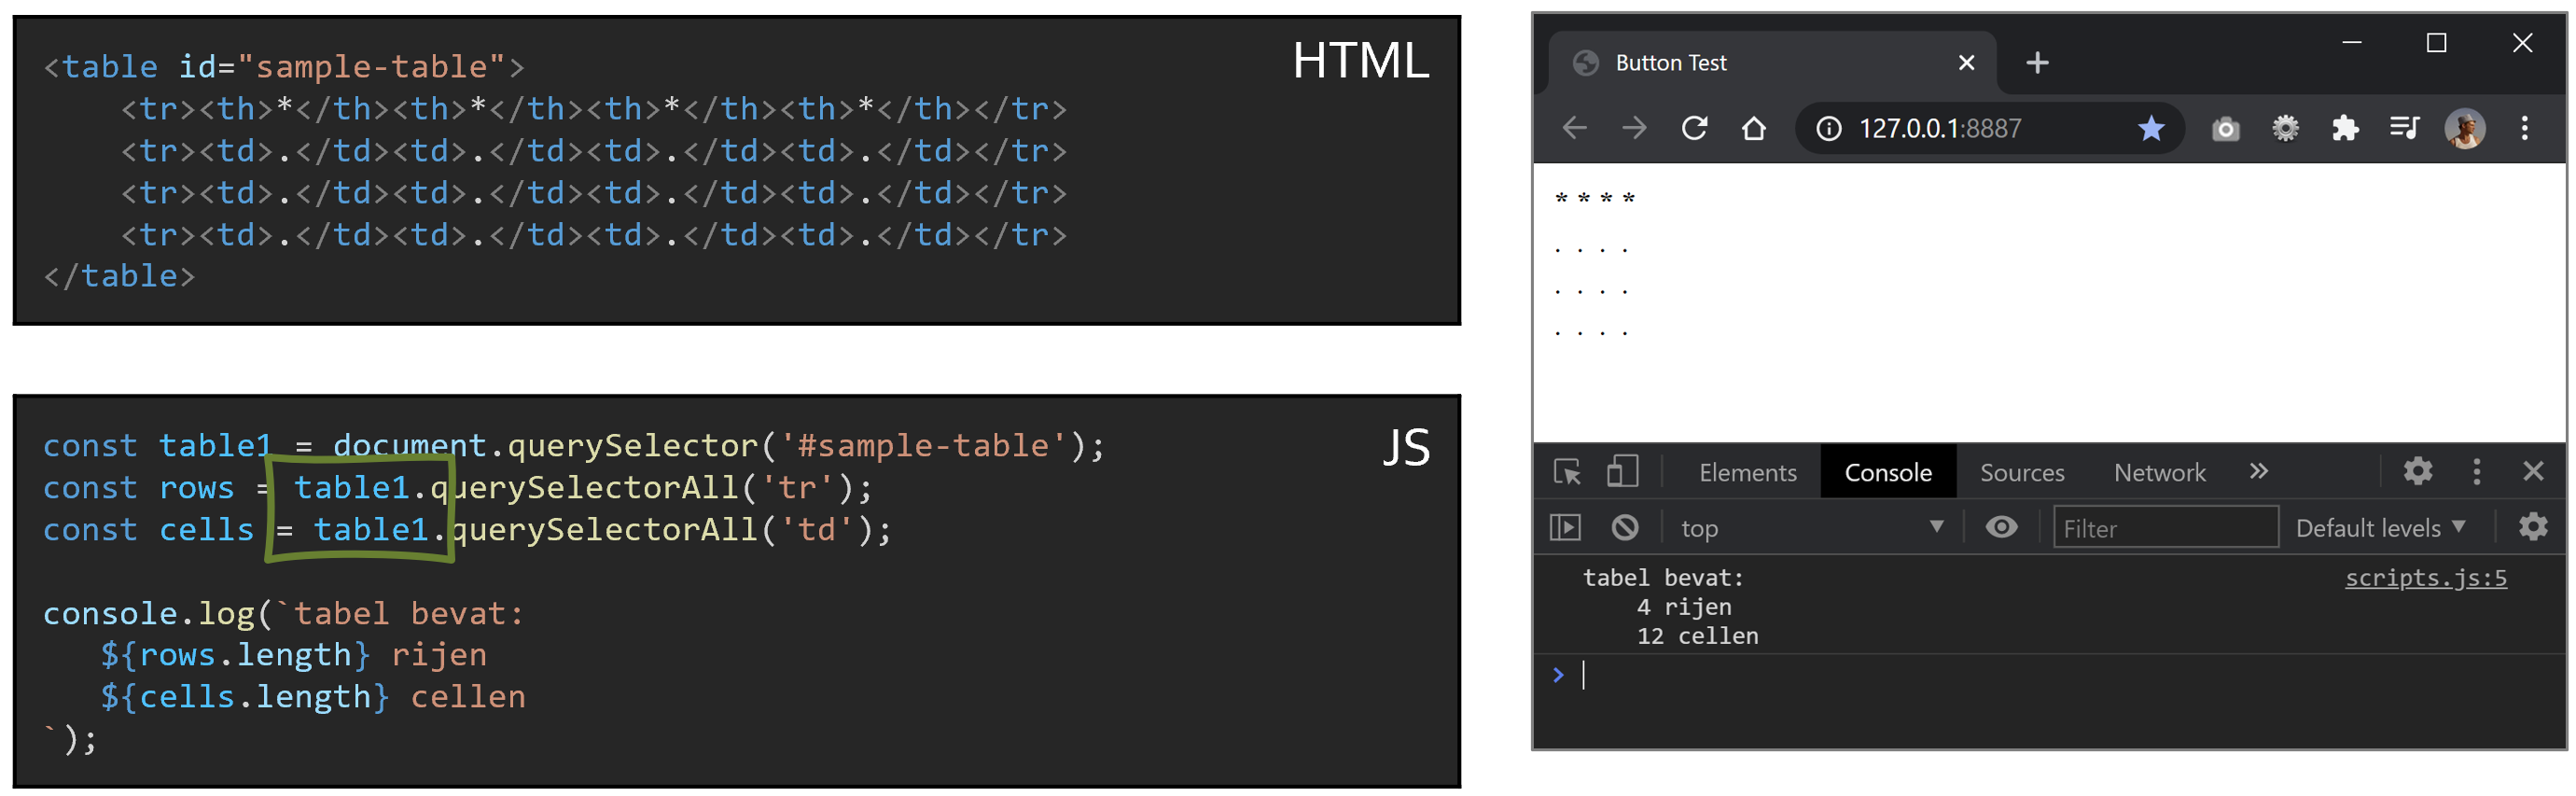 HTML
<table id="sample-table">
    <tr><th>*</th><th>*</th><th>*</th><th>*</th></tr>
    <tr><td>.</td><td>.</td><td>.</td><td>.</td></tr>
    <tr><td>.</td><td>.</td><td>.</td><td>.</td></tr>
    <tr><td>.</td><td>.</td><td>.</td><td>.</td></tr>
</table>
JS
const table1 = document.querySelector('#sample-table');
const rows = table1.querySelectorAll('tr');
const cells = table1.querySelectorAll('td');
console.log(`tabel bevat:
   ${rows.length} rijen
   ${cells.length} cellen
`);
Button Test
127.0.0.1:8887
* * * *
. . . .
. . . .
. . . .
Elements Console Sources Network »
top Filter Default levels
tabel bevat: scripts.js:5
    4 rijen
    12 cellen
>